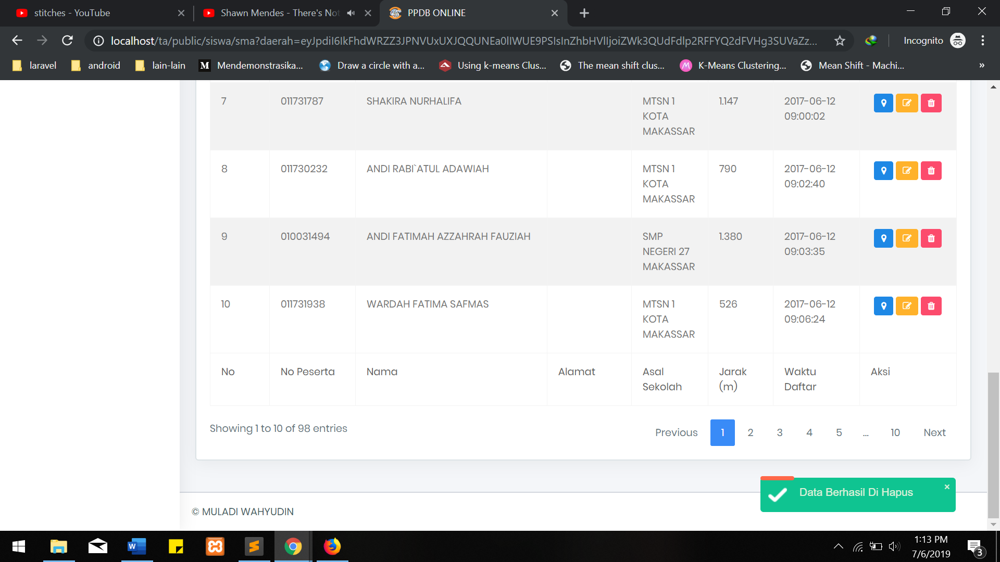 stitches - YouTube
Shawn Mendes - There's Not
PPDB ONLINE
localhost/ta/public/siswa/sma?daerah=
Incognito
laravel
android
lain-lain
Mendemonstrasika...
Draw a circle with a...
Using k-means Clus...
The mean shift clus...
K-Means Clustering...
Mean Shift - Machi...
»
7 011731787 SHAKIRA NURHALIFA MTSN 1 1.147 2017-06-12
KOTA 09:00:02
MAKASSAR
8 011730232 ANDI RABI`ATUL ADAWIAH MTSN 1 790 2017-06-12
KOTA 09:02:40
MAKASSAR
9 010031494 ANDI FATIMAH AZZAHRAH FAUZIAH SMP 1.380 2017-06-12
NEGERI 27 09:03:35
MAKASSAR
10 011731938 WARDAH FATIMA SAFMAS MTSN 1 526 2017-06-12
KOTA 09:06:24
MAKASSAR
No No Peserta Nama Alamat Asal Jarak Waktu Aksi
Sekolah (m) Daftar
Showing 1 to 10 of 98 entries
Previous 1 2 3 4 5 ... 10 Next
Data Berhasil Di Hapus ×
© MULADI WAHYUDIN
1:13 PM
7/6/2019
3